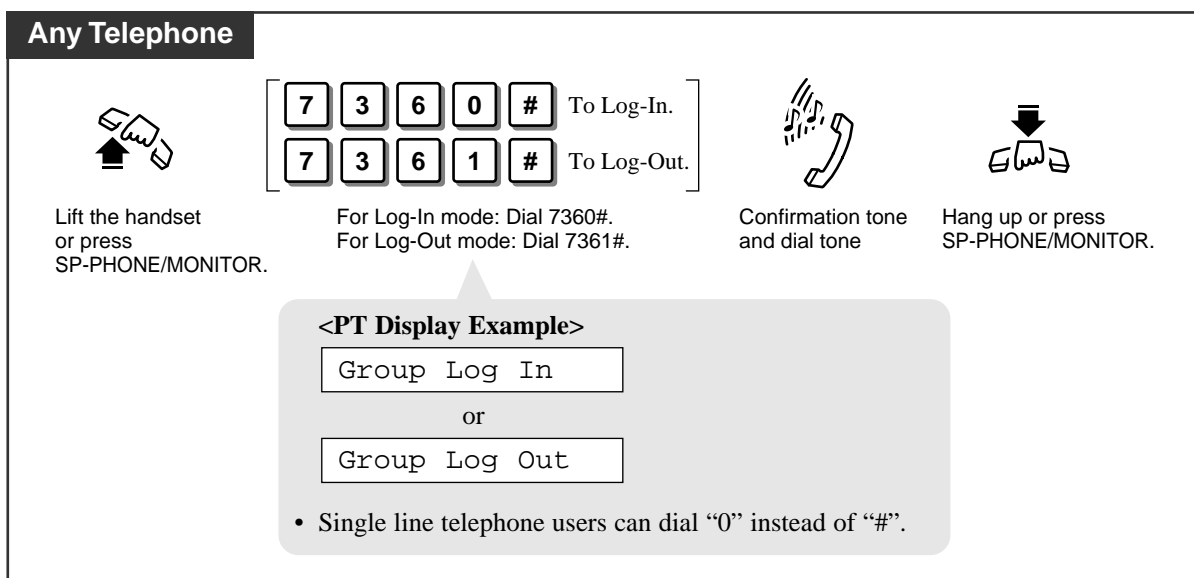 Any Telephone
7 3 6 0 # To Log-In.
7 3 6 1 # To Log-Out.
Lift the handset
or press
SP-PHONE/MONITOR.
For Log-In mode: Dial 7360#.
For Log-Out mode: Dial 7361#.
Confirmation tone
and dial tone
Hang up or press
SP-PHONE/MONITOR.
<PT Display Example>
Group Log In
or
Group Log Out
• Single line telephone users can dial “0” instead of “#”.